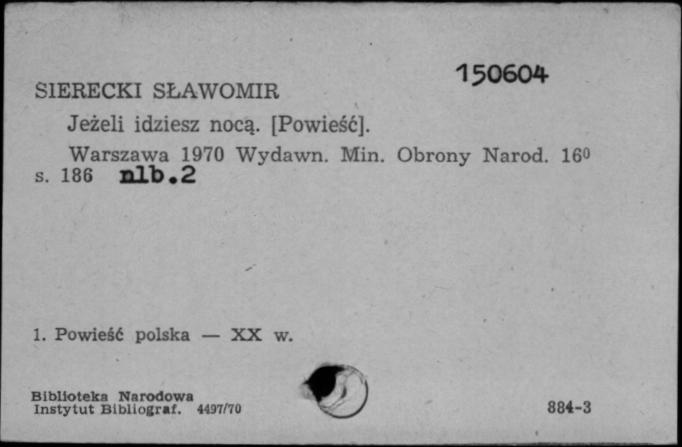 150604
SIERECKI SŁAWOMIR
Jeżeli idziesz nocą. [Powieść].
Warszawa 1970 Wydawn. Min. Obrony Narod. 16⁰
s. 186 nlb.2
1. Powieść polska — XX w.
Biblioteka Narodowa
Instytut Bibliograf. 4497/70
884-3